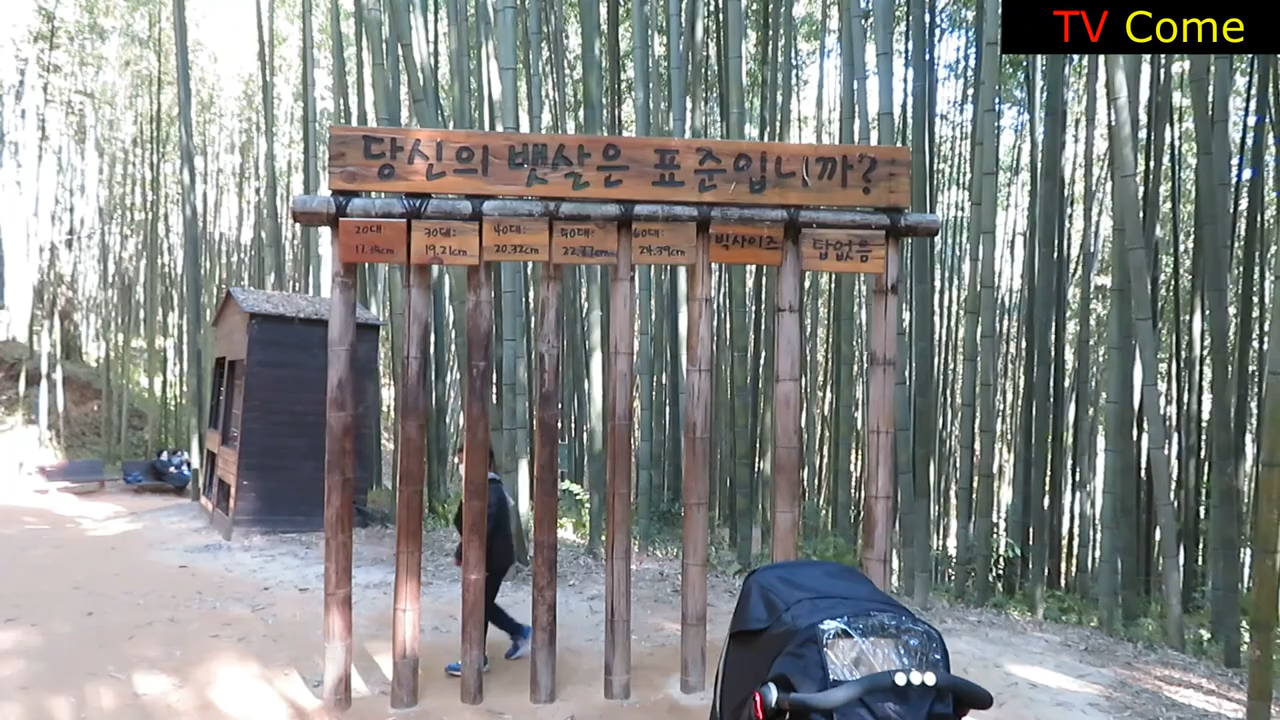 TV Come
당신의 뱃살은 표준입니까?
20대
17.35cm
30대:
19.21cm
40대:
20.32cm
50대:
22.77cm
60대:
24.39cm
빅사이즈
답없음